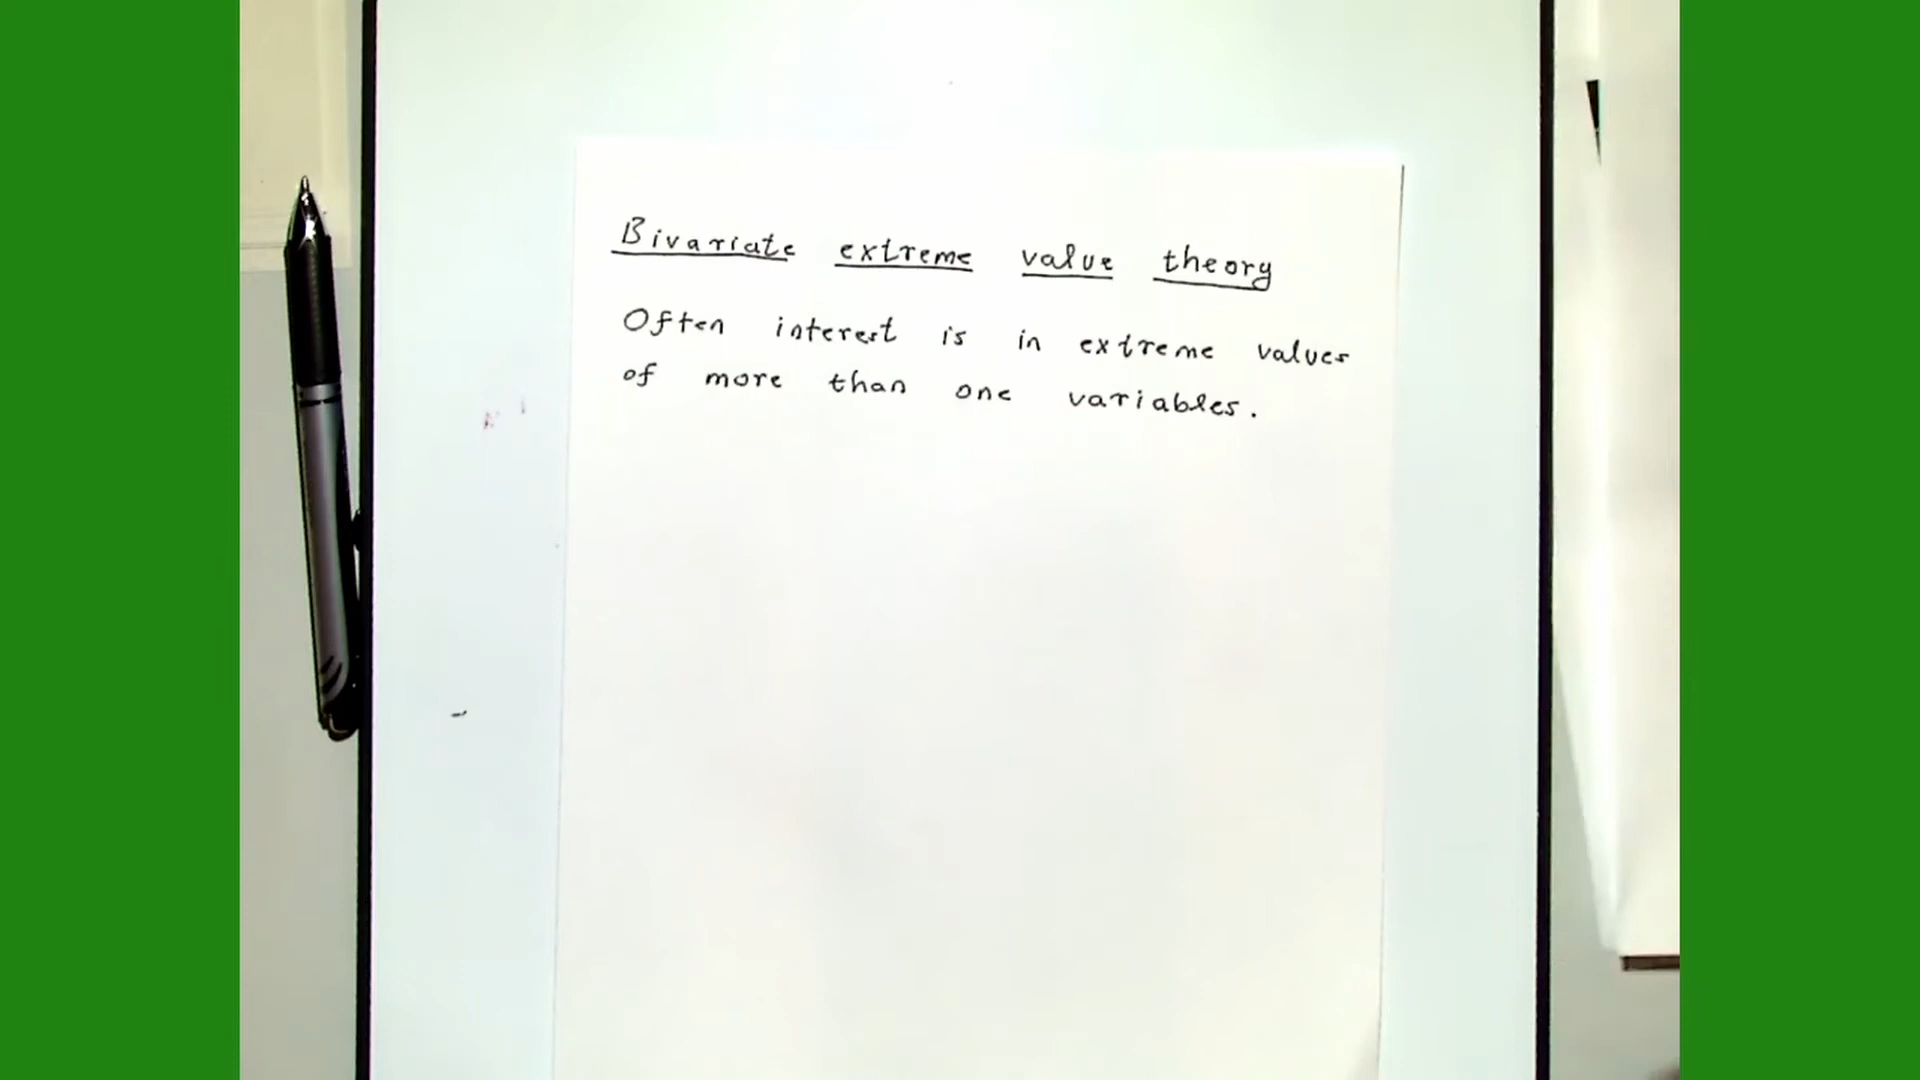 Bivariate extreme value theory
Often interest is in extreme values
of more than one variables.